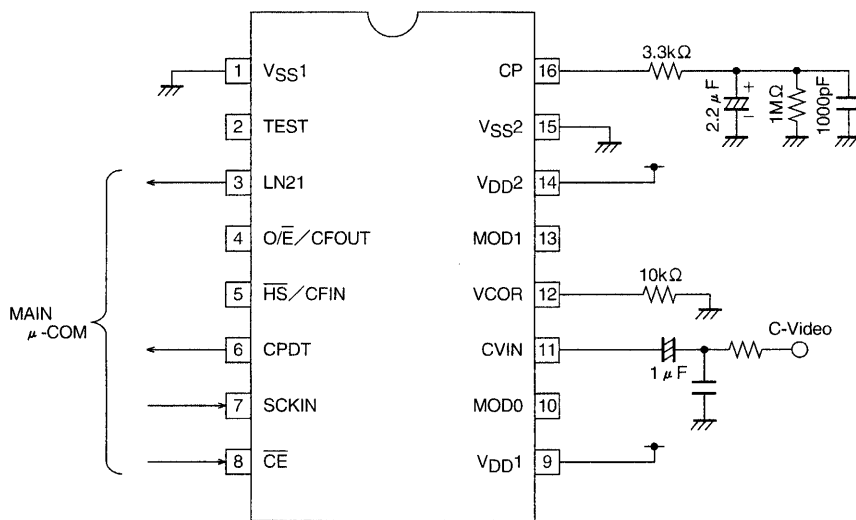 1 VSS1
2 TEST
3 LN21
4 O/E̅/CFOUT
5 H̅S̅/CFIN
6 CPDT
7 SCKIN
8 C̅E̅
MAIN
μ-COM
CP 16
VSS2 15
VDD2 14
MOD1 13
VCOR 12
CVIN 11
MOD0 10
VDD1 9
3.3kΩ
2.2μF
+
−
1MΩ
1000pF
10kΩ
C-Video
1μF